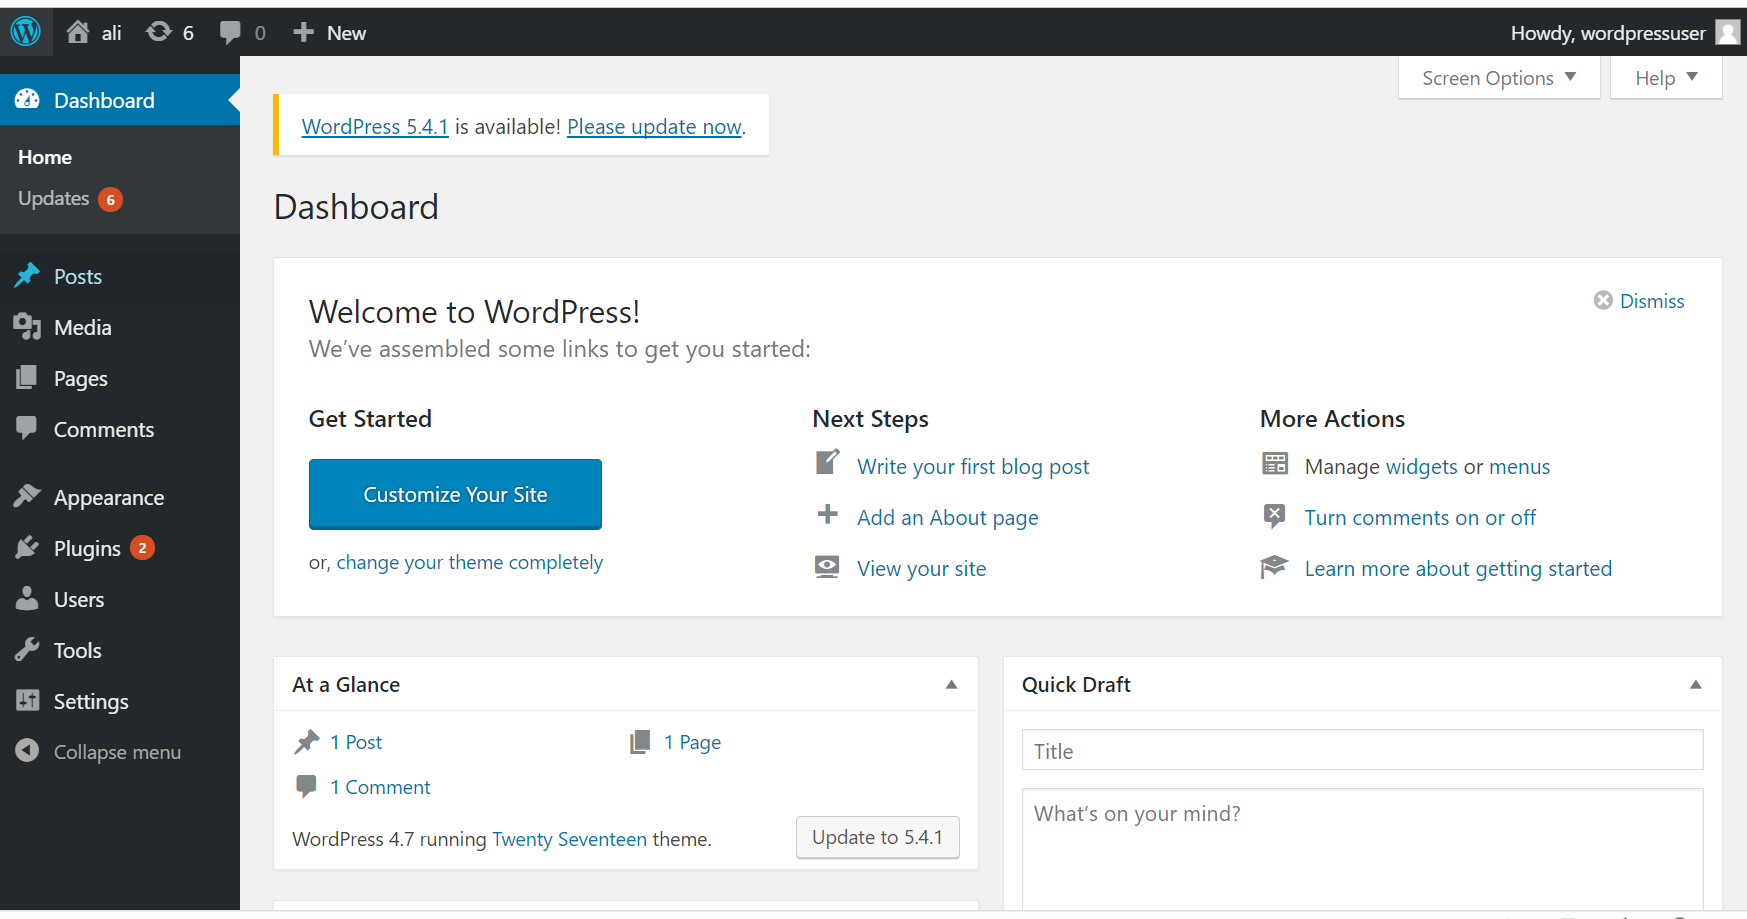 ali 6 0 New Howdy, wordpressuser
Screen Options Help
Dashboard
Home
Updates 6
Posts
Media
Pages
Comments
Appearance
Plugins 2
Users
Tools
Settings
Collapse menu
WordPress 5.4.1 is available! Please update now.
Dashboard
Welcome to WordPress!
Dismiss
We’ve assembled some links to get you started:
Get Started
Customize Your Site
or, change your theme completely
Next Steps
Write your first blog post
Add an About page
View your site
More Actions
Manage widgets or menus
Turn comments on or off
Learn more about getting started
At a Glance
1 Post 1 Page
1 Comment
WordPress 4.7 running Twenty Seventeen theme.
Update to 5.4.1
Quick Draft
Title
What’s on your mind?